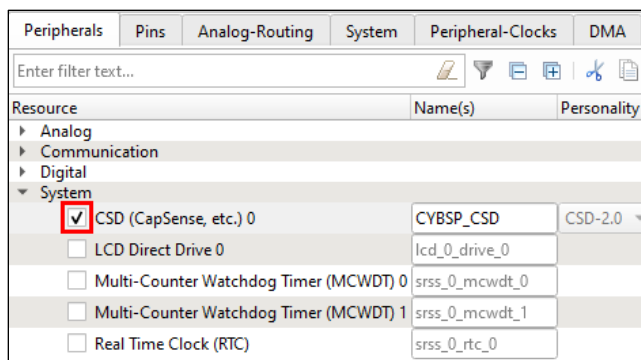 Peripherals Pins Analog-Routing System Peripheral-Clocks DMA
Enter filter text...
Resource Name(s) Personality
Analog
Communication
Digital
System
CSD (CapSense, etc.) 0 CYBSP_CSD CSD-2.0
LCD Direct Drive 0 lcd_0_drive_0
Multi-Counter Watchdog Timer (MCWDT) 0 srss_0_mcwdt_0
Multi-Counter Watchdog Timer (MCWDT) 1 srss_0_mcwdt_1
Real Time Clock (RTC) srss_0_rtc_0